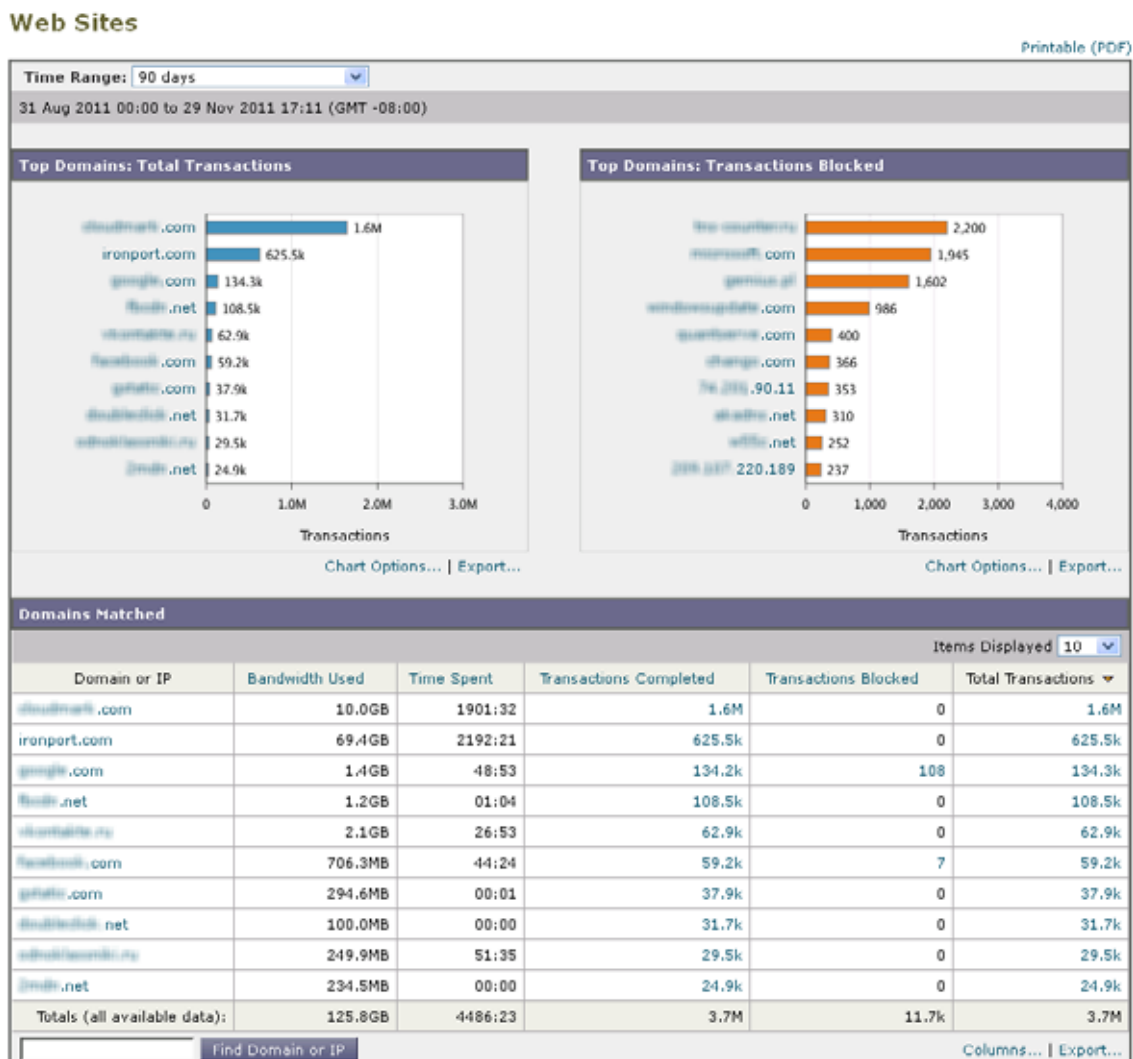 Web Sites
Printable (PDF)
Time Range: 90 days
31 Aug 2011 00:00 to 29 Nov 2011 17:11 (GMT -08:00)
Top Domains: Total Transactions
.com 1.6M
ironport.com 625.5k
.com 134.3k
.net 108.5k
62.9k
.com 59.2k
.com 37.9k
.net 31.7k
29.5k
.net 24.9k
0 1.0M 2.0M 3.0M
Transactions
Chart Options... | Export...
Top Domains: Transactions Blocked
2,200
.com 1,945
1,602
.com 986
.com 400
.com 366
.90.11 353
.net 310
.net 252
220.189 237
0 1,000 2,000 3,000 4,000
Transactions
Chart Options... | Export...
Domains Matched
Items Displayed 10
Domain or IP Bandwidth Used Time Spent Transactions Completed Transactions Blocked Total Transactions
.com 10.0GB 1901:32 1.6M 0 1.6M
ironport.com 69.4GB 2192:21 625.5k 0 625.5k
.com 1.4GB 48:53 134.2k 108 134.3k
.net 1.2GB 01:04 108.5k 0 108.5k
2.1GB 26:53 62.9k 0 62.9k
.com 706.3MB 44:24 59.2k 7 59.2k
.com 294.6MB 00:01 37.9k 0 37.9k
net 100.0MB 00:00 31.7k 0 31.7k
249.9MB 51:35 29.5k 0 29.5k
.net 234.5MB 00:00 24.9k 0 24.9k
Totals (all available data): 125.8GB 4486:23 3.7M 11.7k 3.7M
Find Domain or IP
Columns... | Export...